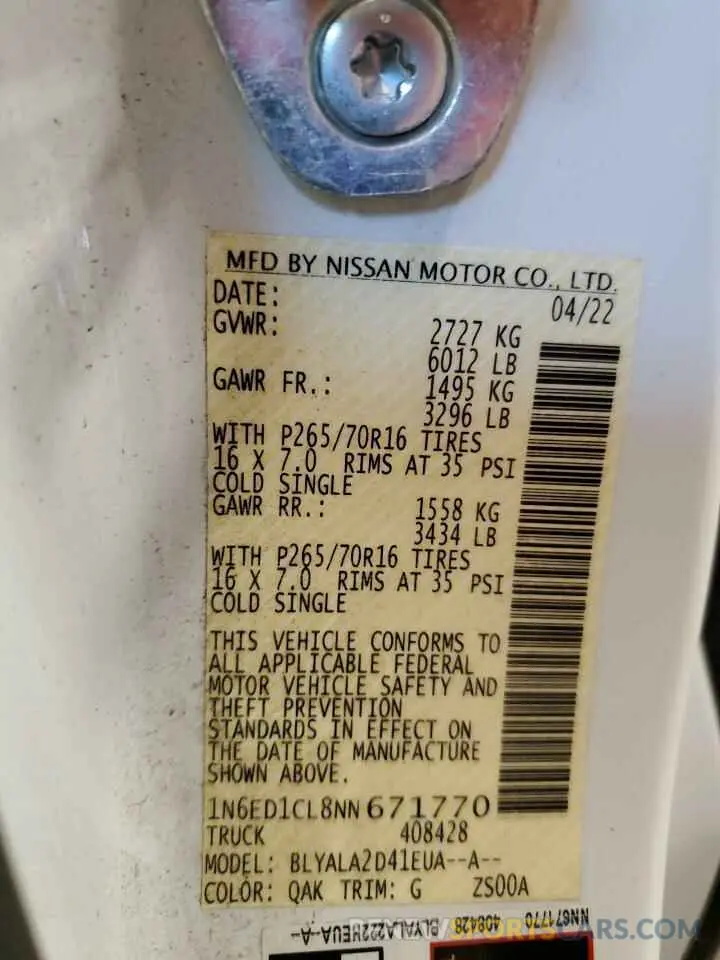 MFD BY NISSAN MOTOR CO., LTD.
DATE: 04/22
GVWR: 2727 KG
6012 LB
GAWR FR.: 1495 KG
3296 LB
WITH P265/70R16 TIRES
16 X 7.0 RIMS AT 35 PSI
COLD SINGLE
GAWR RR.: 1558 KG
3434 LB
WITH P265/70R16 TIRES
16 X 7.0 RIMS AT 35 PSI
COLD SINGLE
THIS VEHICLE CONFORMS TO
ALL APPLICABLE FEDERAL
MOTOR VEHICLE SAFETY AND
THEFT PREVENTION
STANDARDS IN EFFECT ON
THE DATE OF MANUFACTURE
SHOWN ABOVE.
1N6ED1CL8NN671770
TRUCK 408428
MODEL: BLYALA2D41EUA--A--
COLOR: QAK TRIM: G ZS00A
NN671770 408428